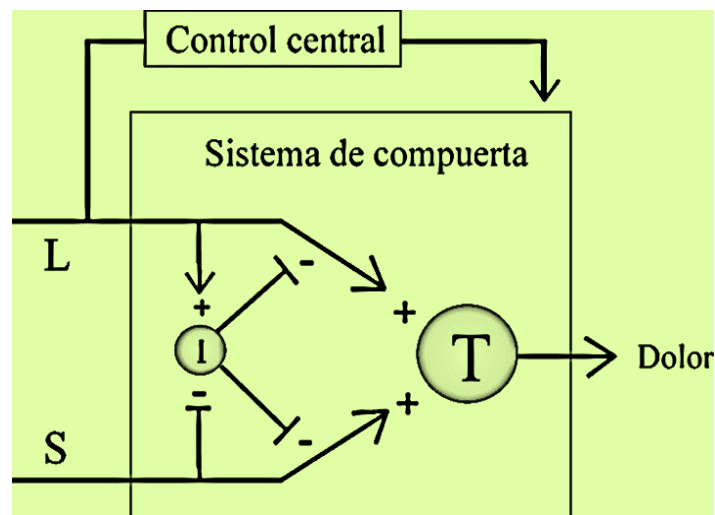 Control central
Sistema de compuerta
L
-
+
+
I
T
Dolor
-
-
+
S